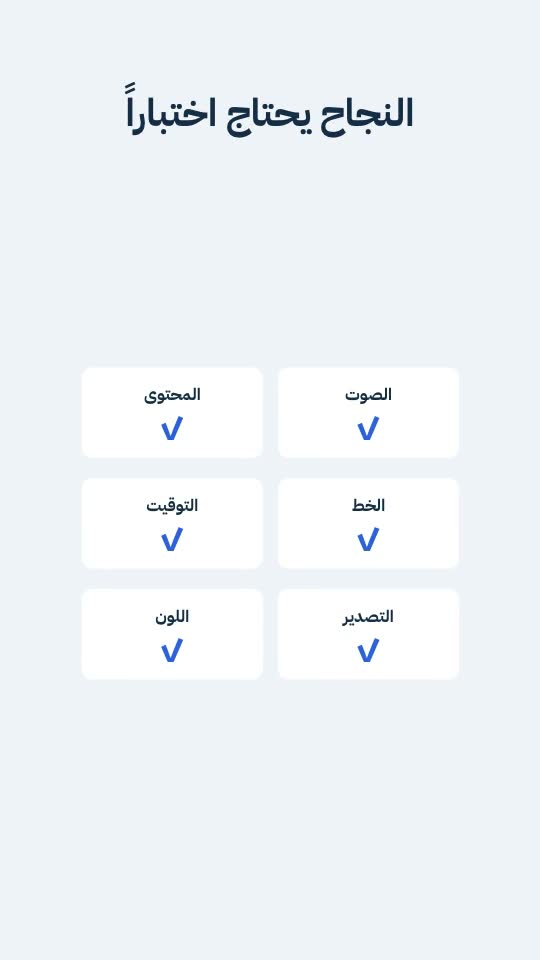 النجاح يحتاج اختباراً
الصوت
√
المحتوى
√
الخط
√
التوقيت
√
التصدير
√
اللون
√